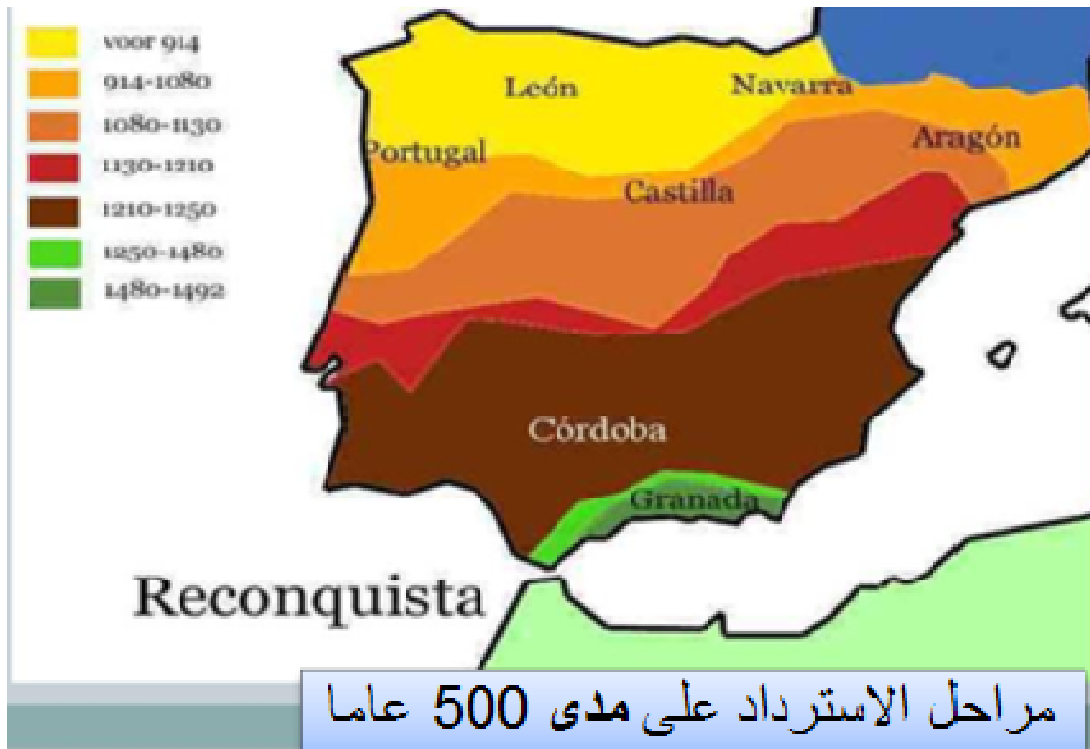 voor 914
914-1080
1080-1130
1130-1210
1210-1250
1250-1480
1480-1492
León
Navarra
Portugal
Castilla
Aragón
Córdoba
Granada
Reconquista
مراحل الاسترداد على مدى 500 عاما